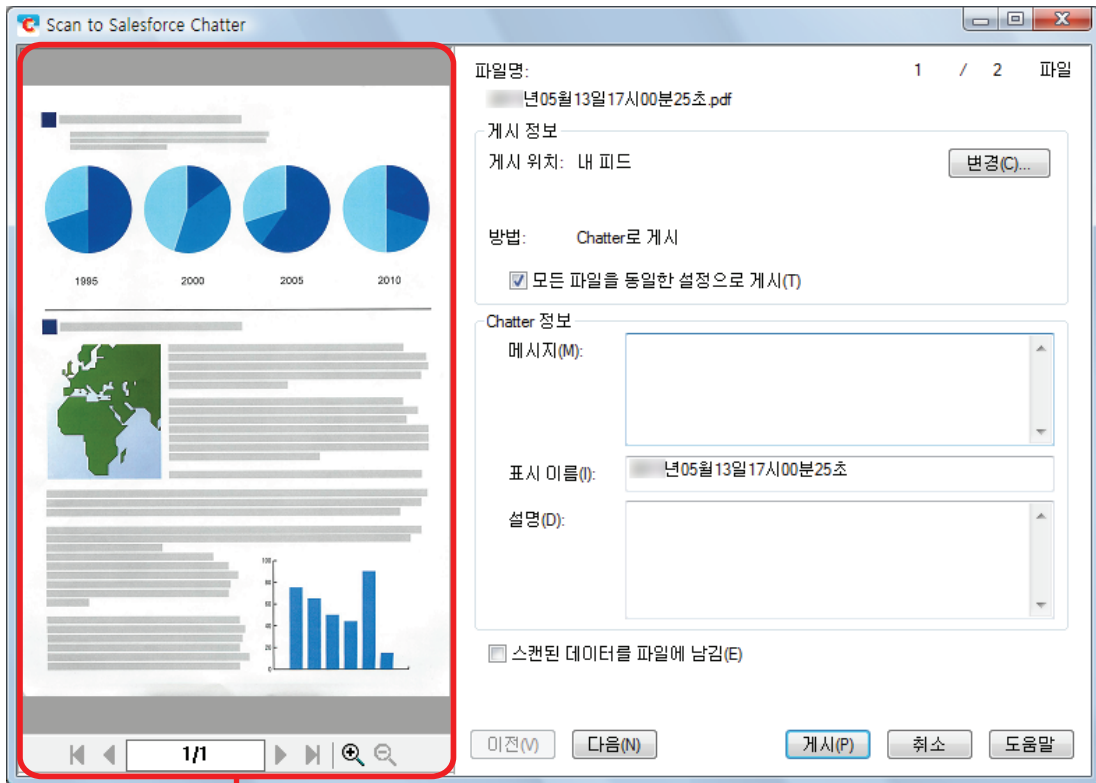 Scan to Salesforce Chatter
1995 2000 2005 2010
100
80
60
40
20
0
1/1
파일명: 1 / 2 파일
년05월13일17시00분25초.pdf
게시 정보
게시 위치: 내 피드 변경(C)...
방법: Chatter로 게시
모든 파일을 동일한 설정으로 게시(T)
Chatter 정보
메시지(M):
표시 이름(I): 년05월13일17시00분25초
설명(D):
스캔된 데이터를 파일에 남김(E)
이전(V) 다음(N) 게시(P) 취소 도움말